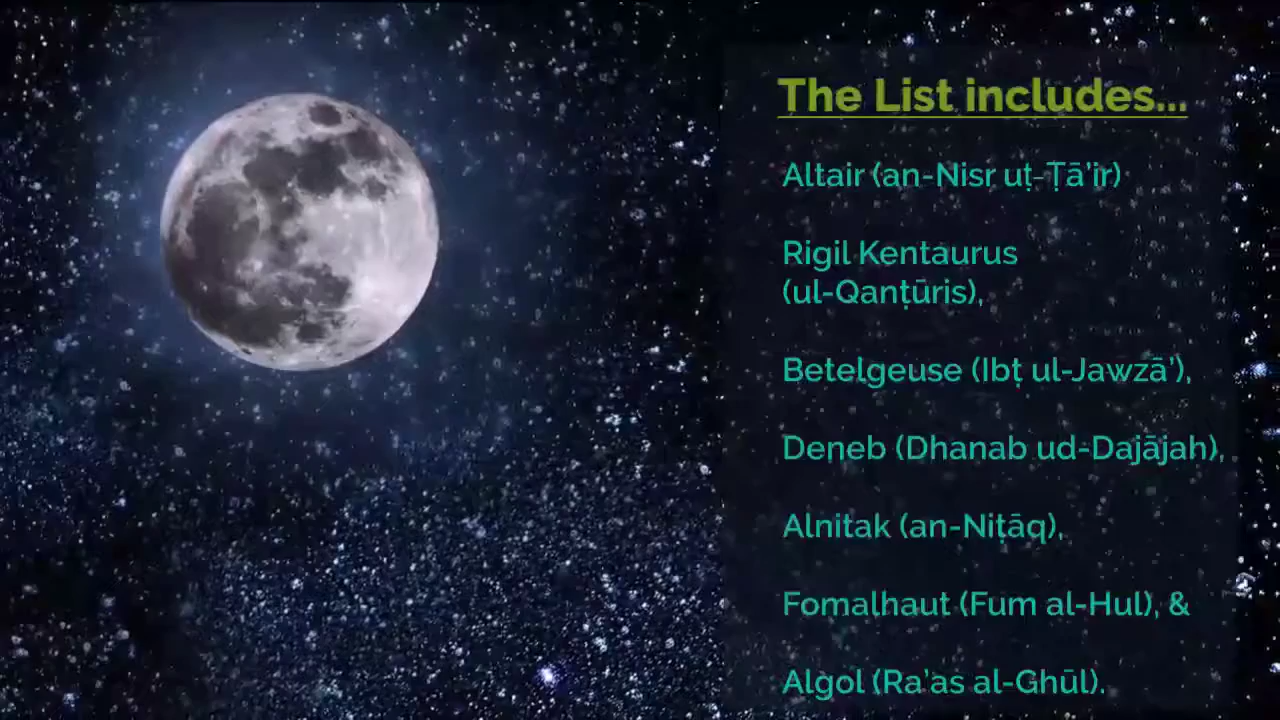 The List includes...
Altair (an-Nisr uṭ-Ṭā'ir)
Rigil Kentaurus
(ul-Qanṭūris),
Betelgeuse (Ibṭ ul-Jawzā'),
Deneb (Dhanab ud-Dajājah),
Alnitak (an-Niṭāq),
Fomalhaut (Fum al-Hul), &
Algol (Ra'as al-Ghūl).